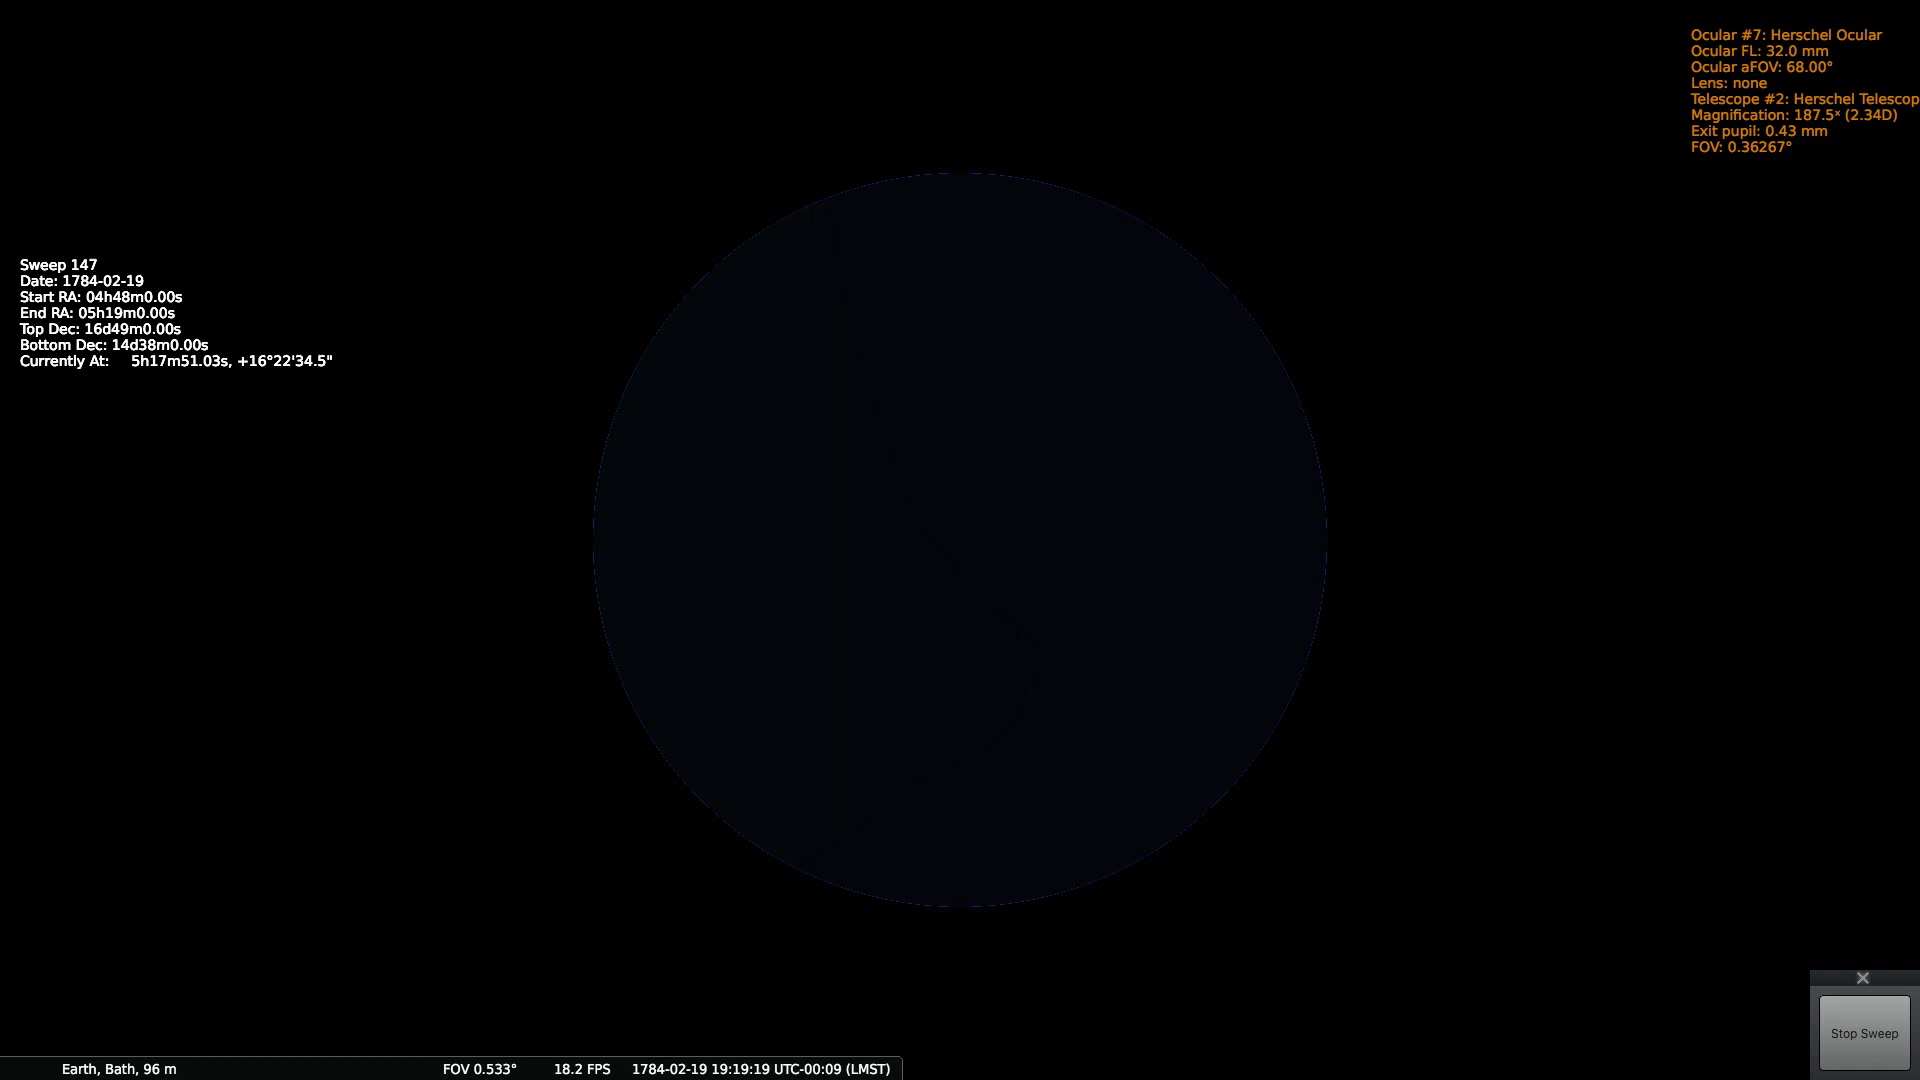 Ocular #7: Herschel Ocular
Ocular FL: 32.0 mm
Ocular aFOV: 68.00°
Lens: none
Telescope #2: Herschel Telescop
Magnification: 187.5ˣ (2.34D)
Exit pupil: 0.43 mm
FOV: 0.36267°
Sweep 147
Date: 1784-02-19
Start RA: 04h48m0.00s
End RA: 05h19m0.00s
Top Dec: 16d49m0.00s
Bottom Dec: 14d38m0.00s
Currently At: 5h17m51.03s, +16°22'34.5"
Stop Sweep
Earth, Bath, 96 m FOV 0.533° 18.2 FPS 1784-02-19 19:19:19 UTC-00:09 (LMST)